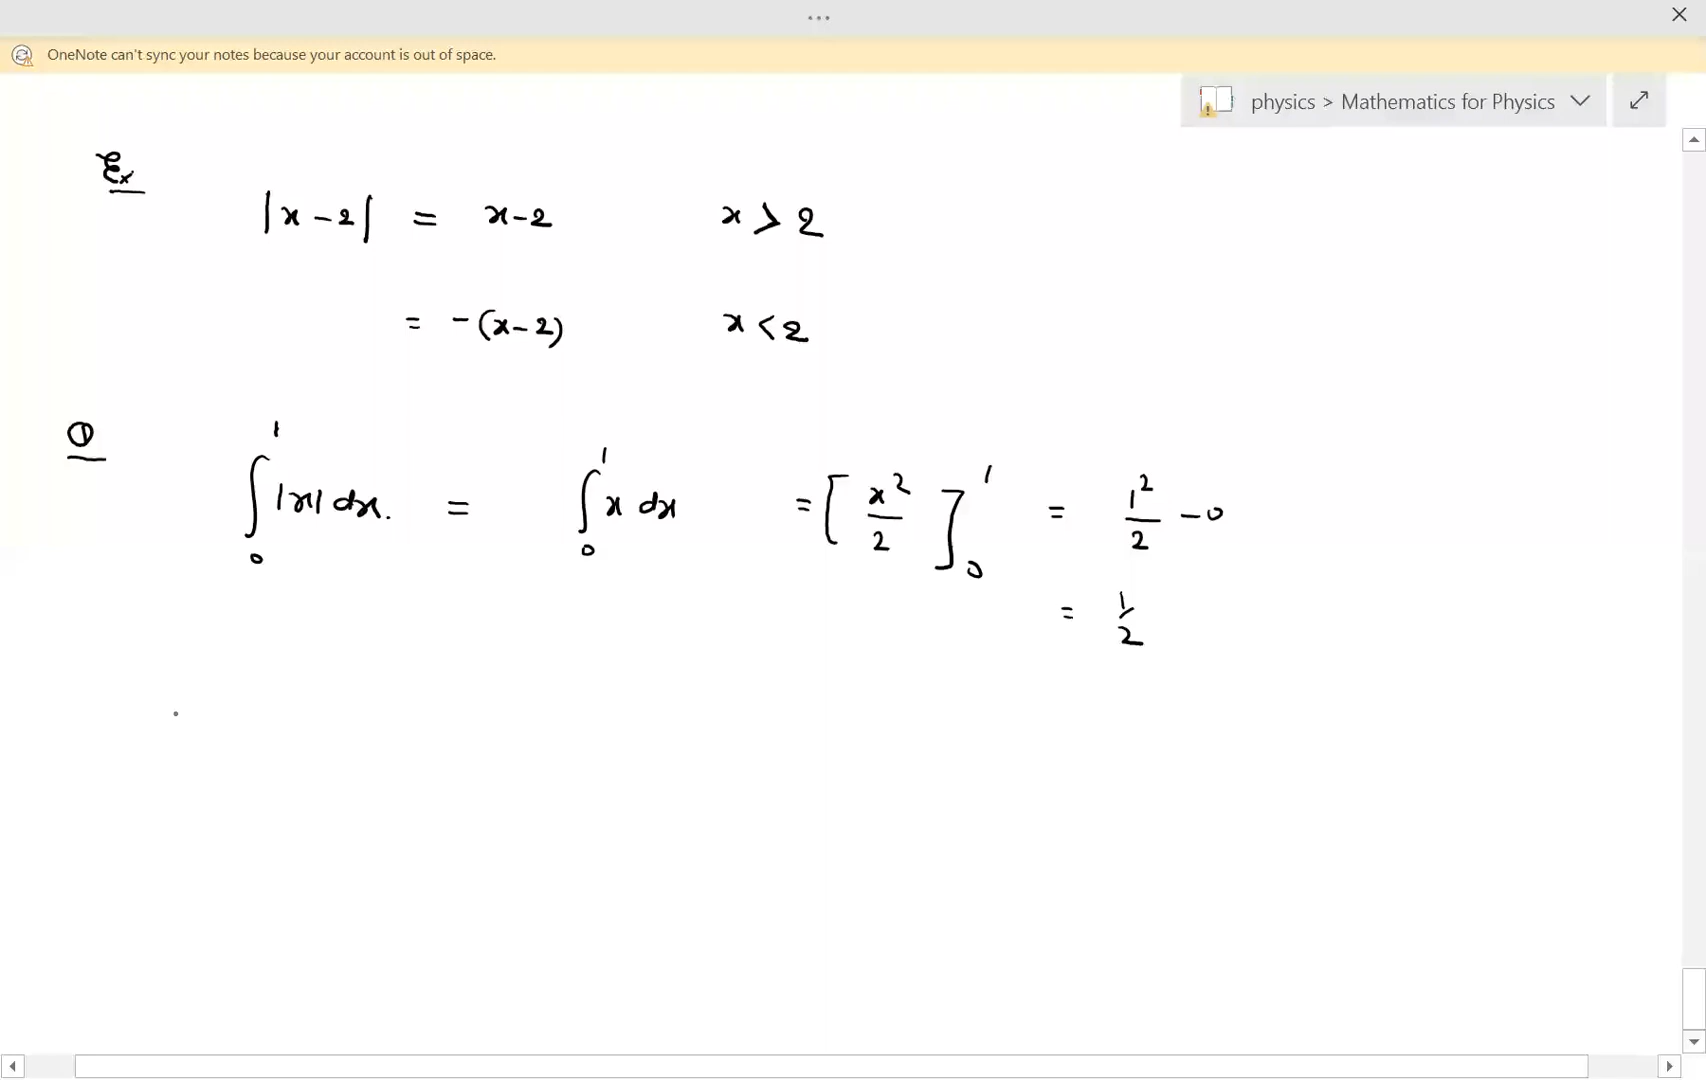 ...
OneNote can't sync your notes because your account is out of space.
physics > Mathematics for Physics
Ex
|x-2| = x-2 x > 2
= -(x-2) x < 2
①
∫₀¹ |x| dx. = ∫₀¹ x dx = [x²/2]₀¹ = 1²/2 - 0
= 1/2